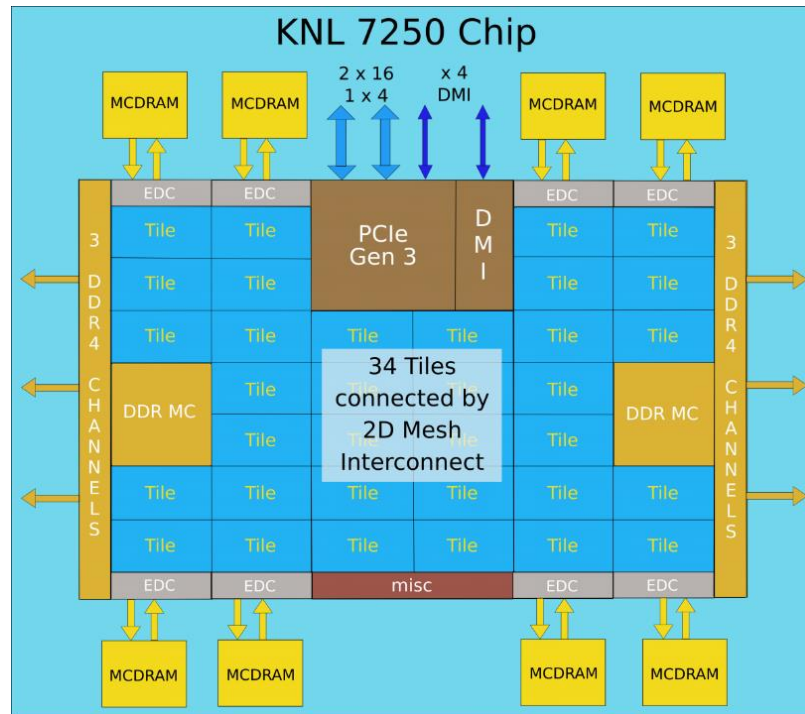 KNL 7250 Chip
2 x 16
1 x 4
x 4
DMI
MCDRAM MCDRAM MCDRAM MCDRAM
EDC EDC EDC EDC
3 DDR4 CHANNELS
Tile Tile PCIe Gen 3 DMI Tile Tile
Tile Tile Tile Tile
Tile Tile Tile Tile Tile Tile
DDR MC Tile Tile DDR MC
Tile Tile
34 Tiles
connected by
2D Mesh
Interconnect
Tile Tile Tile Tile Tile Tile
Tile Tile Tile Tile Tile Tile
3 DDR4 CHANNELS
EDC EDC misc EDC EDC
MCDRAM MCDRAM MCDRAM MCDRAM